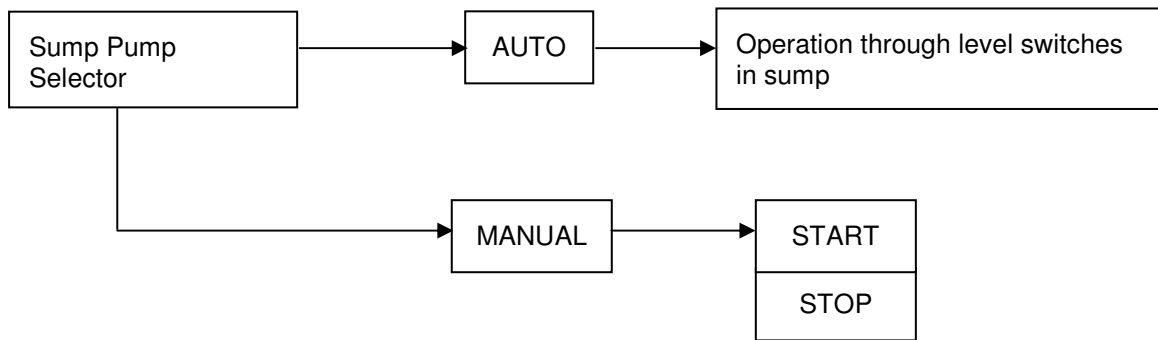 Sump Pump
Selector
AUTO
Operation through level switches
in sump
MANUAL
START
STOP